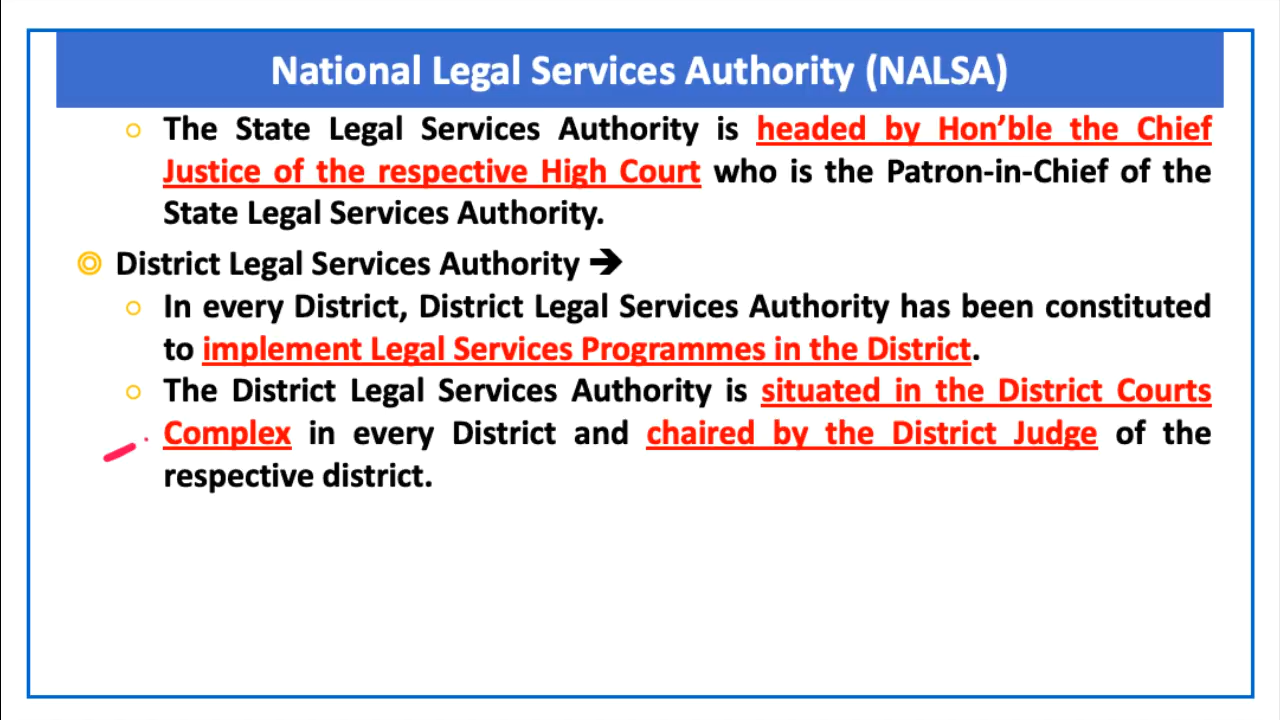 National Legal Services Authority (NALSA)
The State Legal Services Authority is headed by Hon’ble the Chief
Justice of the respective High Court who is the Patron-in-Chief of the
State Legal Services Authority.
District Legal Services Authority ➔
In every District, District Legal Services Authority has been constituted
to implement Legal Services Programmes in the District.
The District Legal Services Authority is situated in the District Courts
Complex in every District and chaired by the District Judge of the
respective district.